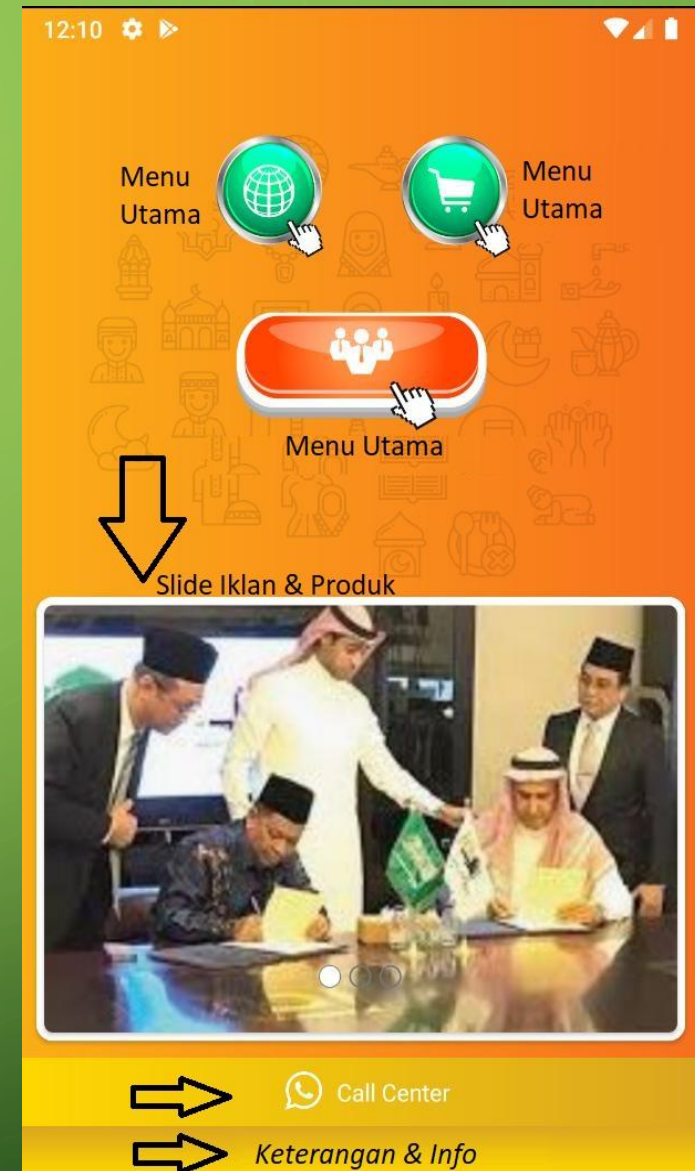 12:10
Menu
Utama
Menu
Utama
Menu Utama
Slide Iklan & Produk
Call Center
Keterangan & Info